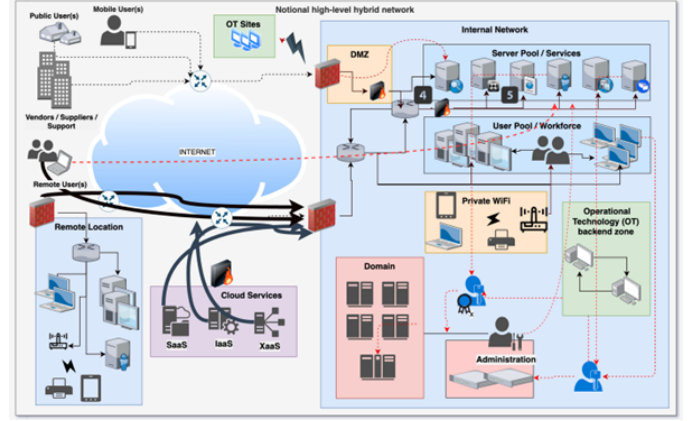 Notional high-level hybrid network
Public User(s)
Mobile User(s)
OT Sites
Internal Network
DMZ
Server Pool / Services
4
5
Vendors / Suppliers /
Support
INTERNET
User Pool / Workforce
Remote User(s)
Private WiFi
Operational
Technology (OT)
backend zone
Remote Location
Domain
Cloud Services
SaaS
IaaS
XaaS
Administration